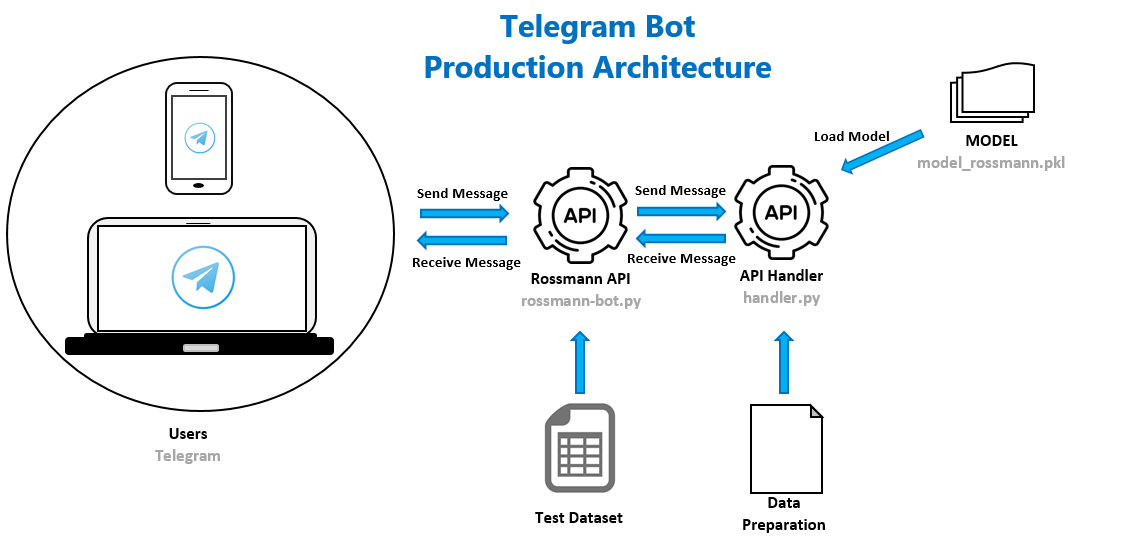 Telegram Bot
Production Architecture
MODEL
model_rossmann.pkl
Load Model
Send Message
Receive Message
API
Rossmann API
rossmann-bot.py
Send Message
Receive Message
API
API Handler
handler.py
Users
Telegram
Test Dataset
Data
Preparation